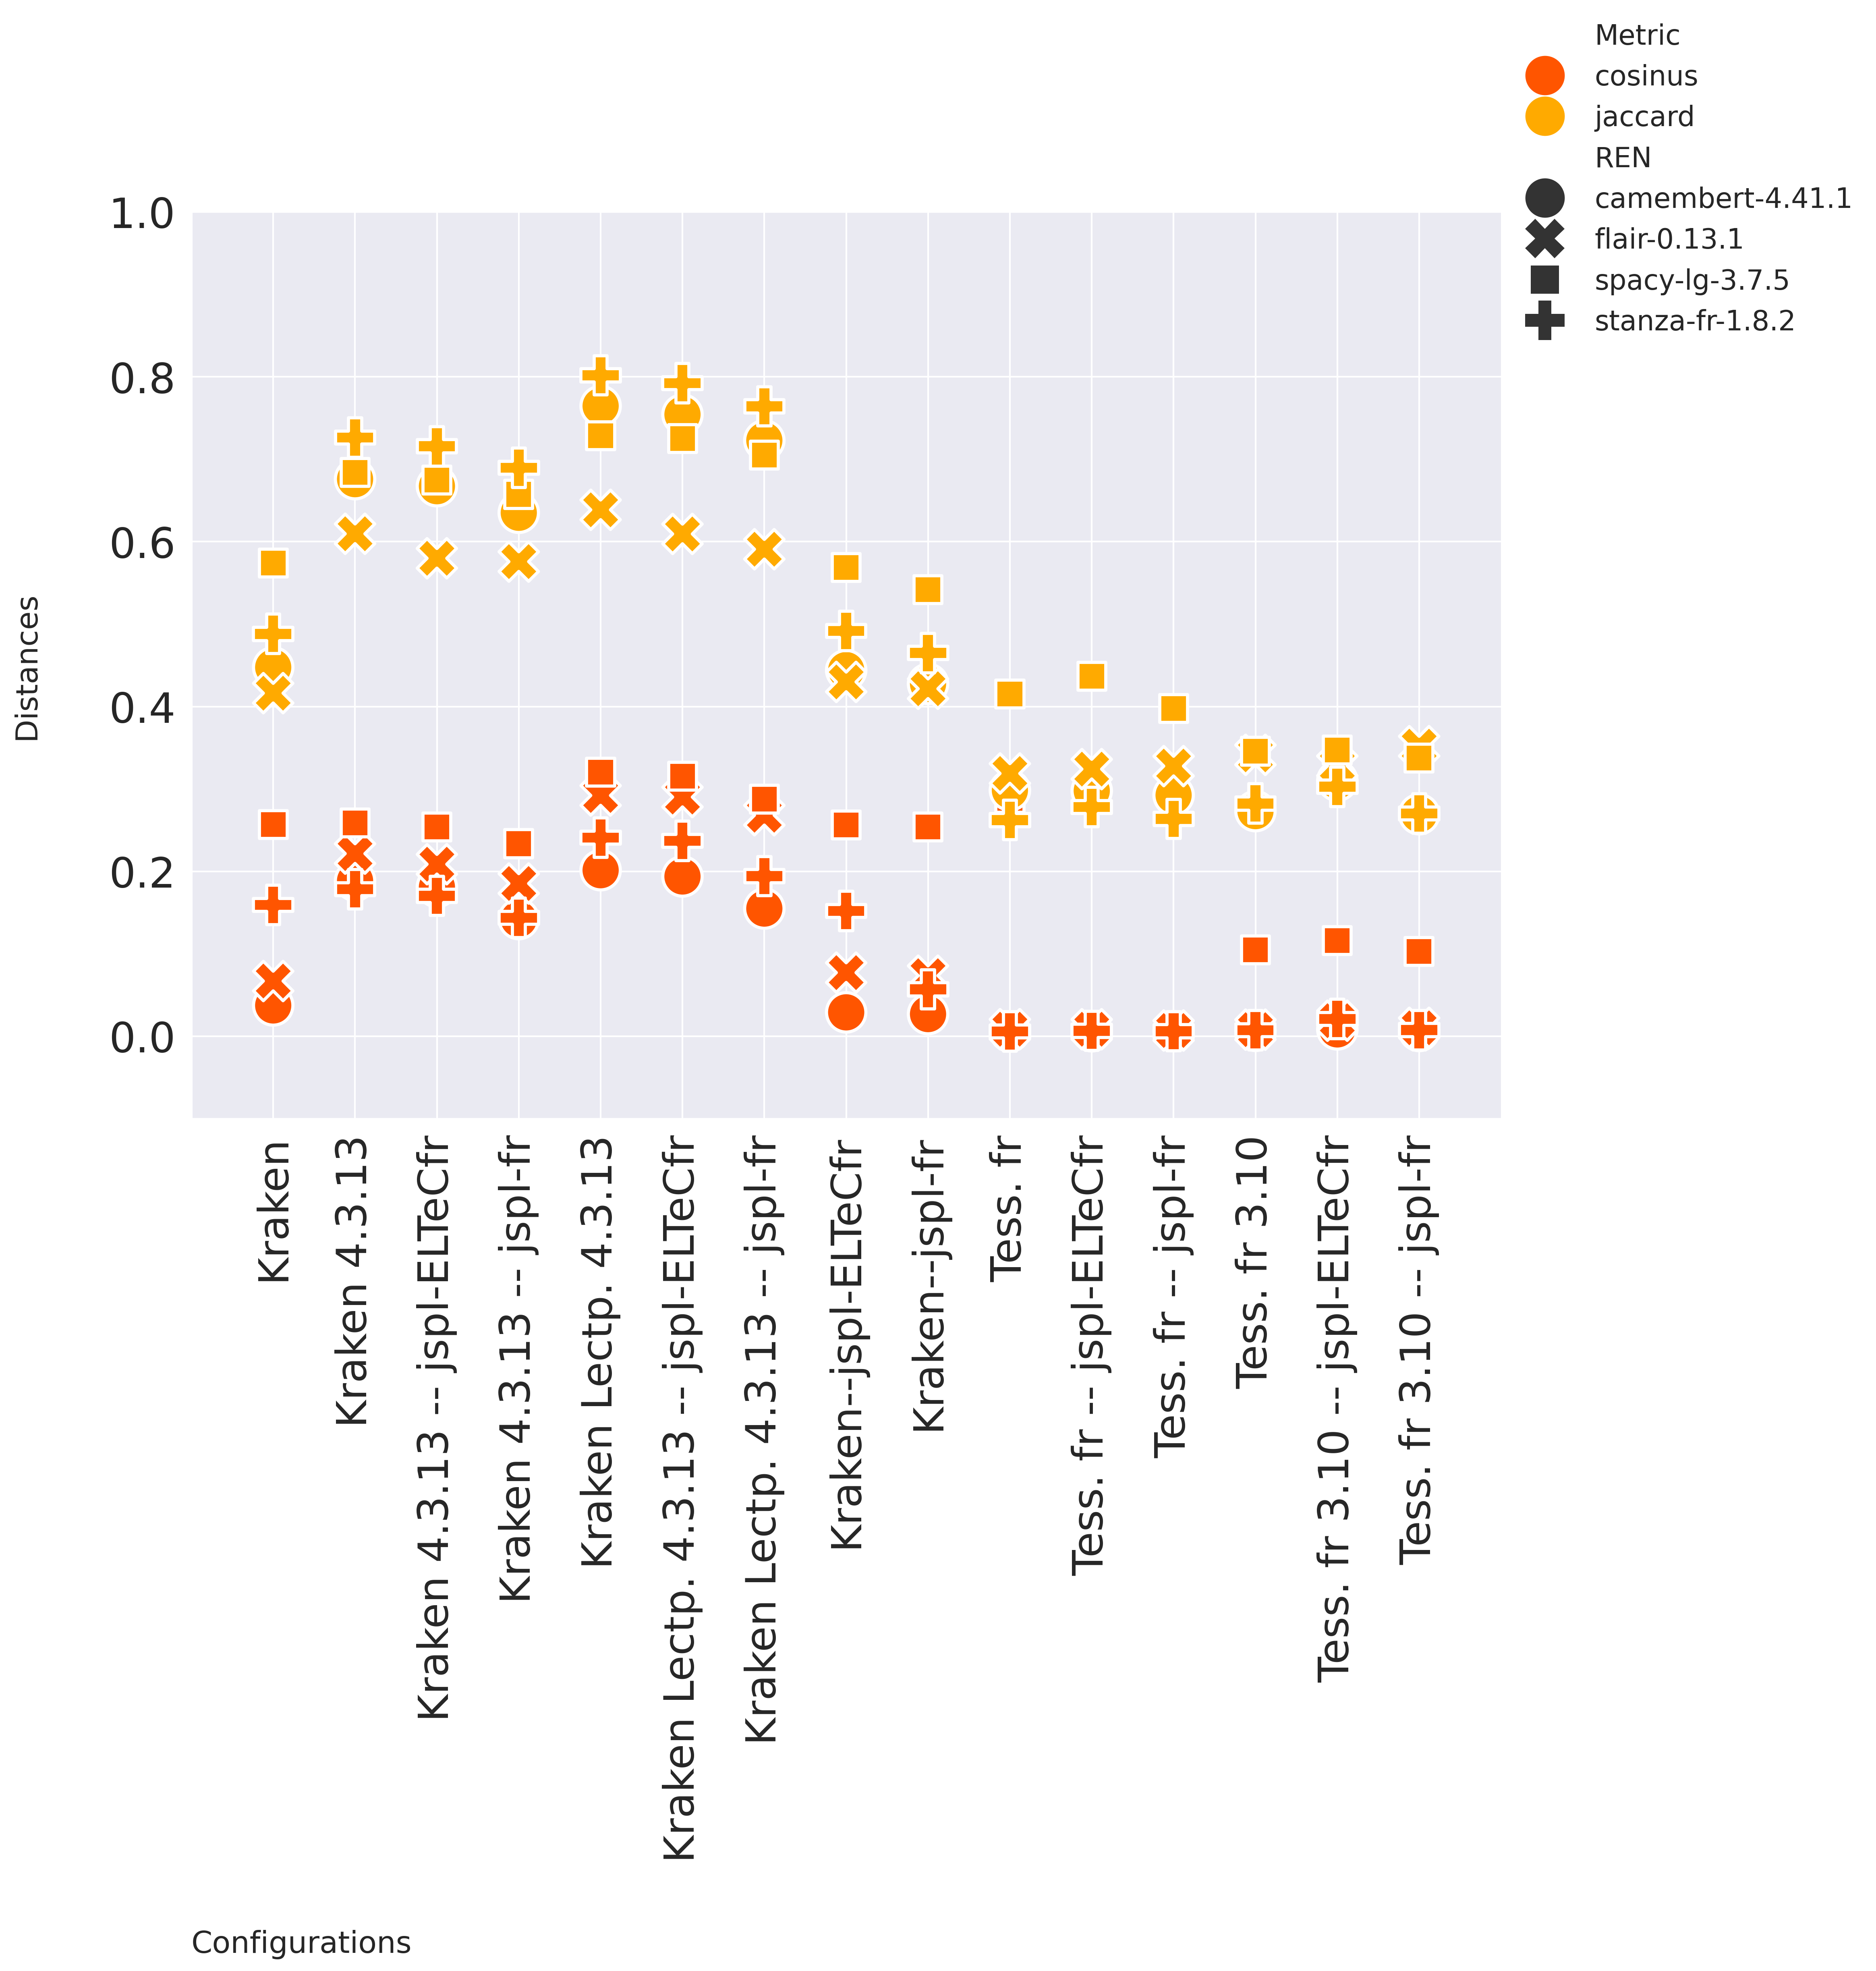 Metric
cosinus
jaccard
REN
camembert-4.41.1
flair-0.13.1
spacy-lg-3.7.5
stanza-fr-1.8.2
1.0
0.8
0.6
0.4
0.2
0.0
Distances
Kraken
Kraken 4.3.13
Kraken 4.3.13 -- jspl-ELTeCfr
Kraken 4.3.13 -- jspl-fr
Kraken Lectp. 4.3.13
Kraken Lectp. 4.3.13 -- jspl-ELTeCfr
Kraken Lectp. 4.3.13 -- jspl-fr
Kraken--jspl-ELTeCfr
Kraken--jspl-fr
Tess. fr
Tess. fr -- jspl-ELTeCfr
Tess. fr -- jspl-fr
Tess. fr 3.10
Tess. fr 3.10 -- jspl-ELTeCfr
Tess. fr 3.10 -- jspl-fr
Configurations